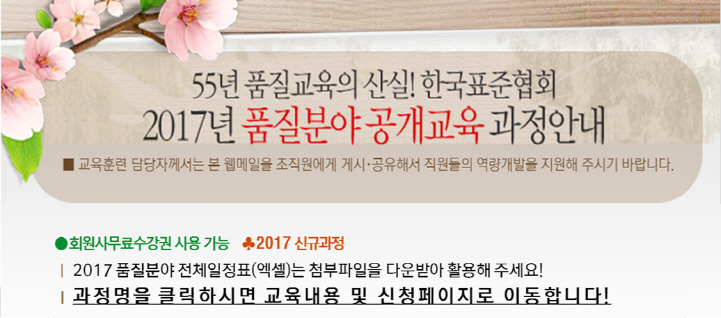 55년 품질교육의 산실! 한국표준협회
2017년 품질분야 공개교육 과정안내
■ 교육훈련 담당자께서는 본 웹메일을 조직원에게 게시·공유해서 직원들의 역량개발을 지원해 주시기 바랍니다.
●회원사무료수강권 사용 가능 ♣2017 신규과정
| 2017 품질분야 전체일정표(엑셀)는 첨부파일을 다운받아 활용해 주세요!
| 과정명을 클릭하시면 교육내용 및 신청페이지로 이동합니다!